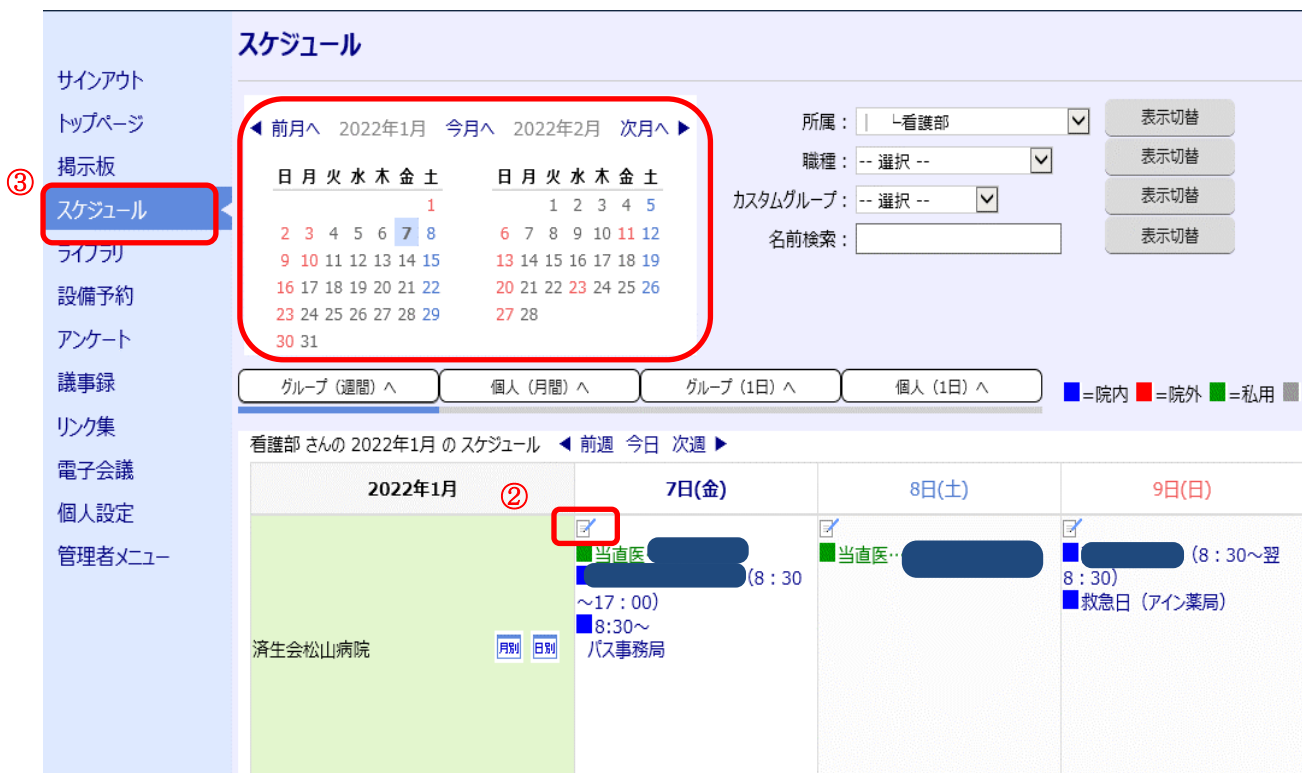 スケジュール
サインアウト
トップページ
掲示板
③
スケジュール
ライブラリ
設備予約
アンケート
議事録
リンク集
電子会議
個人設定
管理者メニュー
◀ 前月へ 2022年1月 今月へ 2022年2月 次月へ ▶
日 月 火 水 木 金 土
1
2 3 4 5 6 7 8
9 10 11 12 13 14 15
16 17 18 19 20 21 22
23 24 25 26 27 28 29
30 31
日 月 火 水 木 金 土
1 2 3 4 5
6 7 8 9 10 11 12
13 14 15 16 17 18 19
20 21 22 23 24 25 26
27 28
所属： ｜ └看護部 表示切替
職種： -- 選択 -- 表示切替
カスタムグループ： -- 選択 -- 表示切替
名前検索： 表示切替
グループ（週間）へ 個人（月間）へ グループ（1日）へ 個人（1日）へ
=院内 =院外 =私用
看護部 さんの 2022年1月 の スケジュール ◀ 前週 今日 次週 ▶
2022年1月 ② 7日(金) 8日(土) 9日(日)
済生会松山病院 月別 日別
当直医
(8：30
～17：00)
8:30～
パス事務局
当直医…
(8：30～翌
8：30)
救急日（アイン薬局）